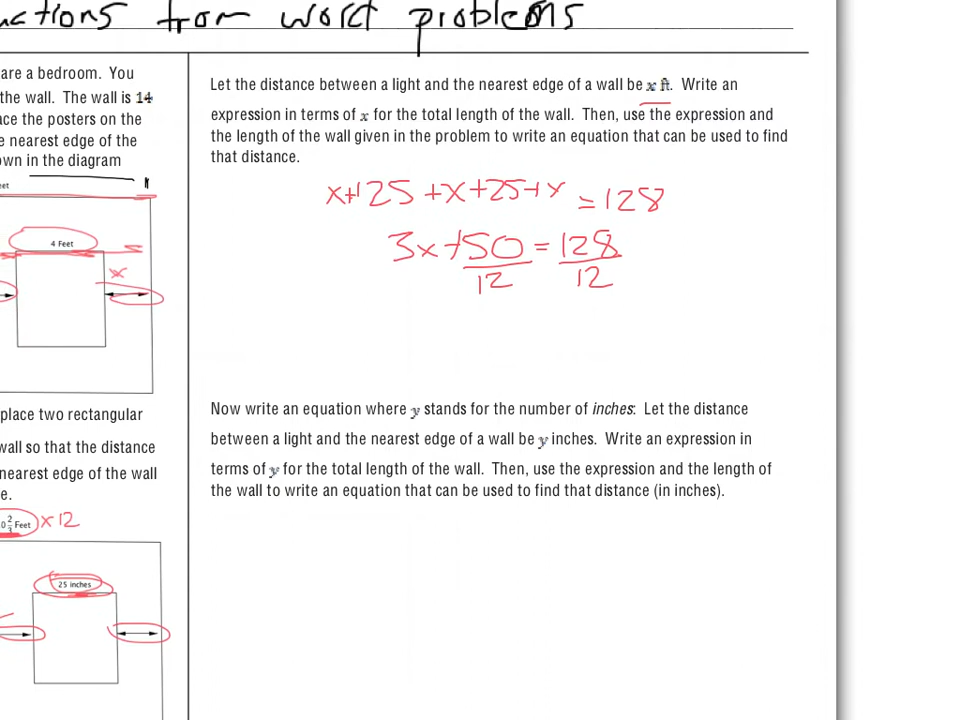 nctions from word problems
are a bedroom. You
the wall. The wall is 14
ace the posters on the
e nearest edge of the
own in the diagram
eet
4 Feet
x
place two rectangular
wall so that the distance
nearest edge of the wall
e.
0 2/3 Feet x 12
25 inches
Let the distance between a light and the nearest edge of a wall be x ft. Write an
expression in terms of x for the total length of the wall. Then, use the expression and
the length of the wall given in the problem to write an equation that can be used to find
that distance.
x+25+x+25+x = 128
3x+50/12 = 128/12
Now write an equation where y stands for the number of inches: Let the distance
between a light and the nearest edge of a wall be y inches. Write an expression in
terms of y for the total length of the wall. Then, use the expression and the length of
the wall to write an equation that can be used to find that distance (in inches).